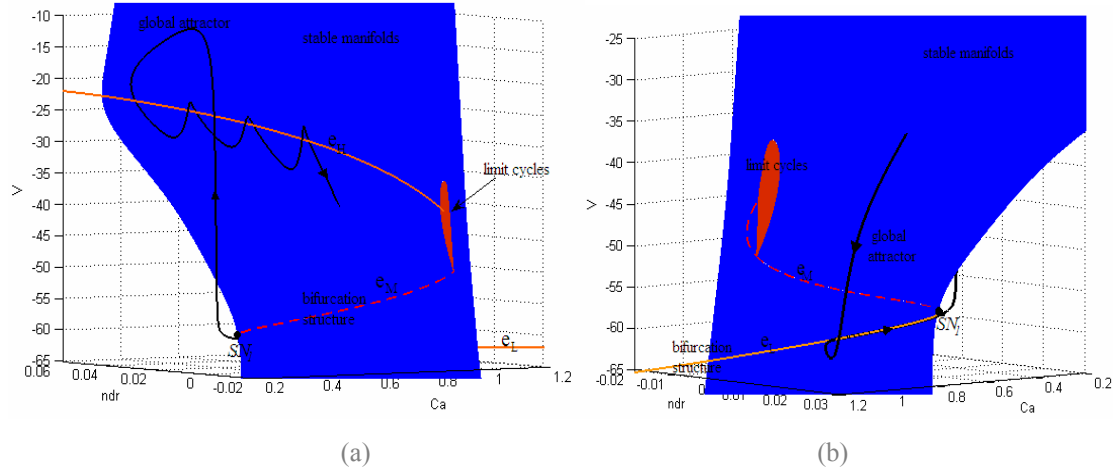 -10
global attractor
stable manifolds
-15
-20
-25
-30
e_H
-35
limit cycles
V
-40
-45
-50
e_M
-55
bifurcation
structure
-60
e_L
-65
0.06
0.04
0.02
0
-0.02
0.2
0.4
0.6
0.8
1
1.2
ndr
Ca
(a)
-25
stable manifolds
-30
-35
-40
limit cycles
V
-45
-50
global
attractor
-55
-60
bifurcation
structure
e_L
-65
-0.02
-0.01
0
0.01
0.02
0.03
1.2
1
0.8
0.6
0.4
0.2
ndr
Ca
(b)